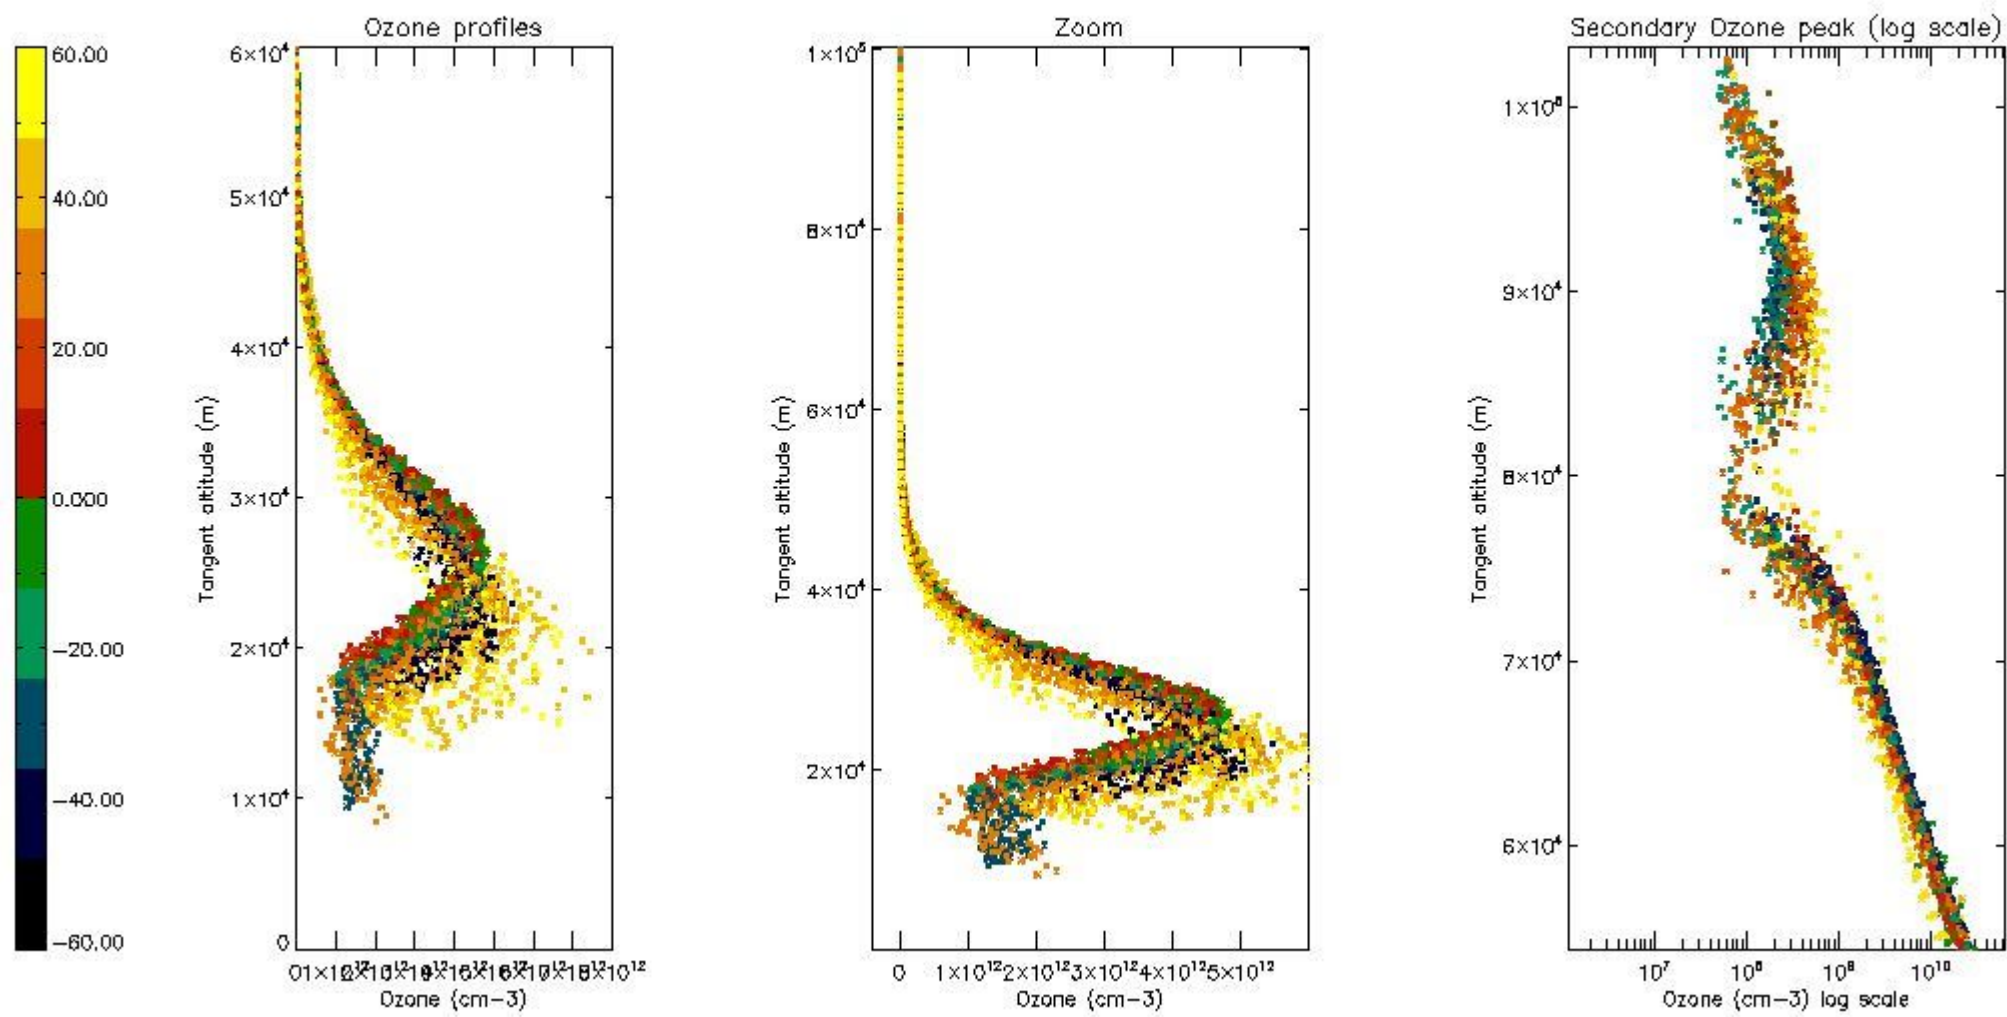 Ozone profiles
Zoom
Secondary Ozone peak (log scale)
60.00
40.00
20.00
0.000
-20.00
-40.00
-60.00
6×10⁴
5×10⁴
4×10⁴
3×10⁴
2×10⁴
1×10⁴
0
Tangent altitude (m)
Ozone (cm-3)
1×10⁵
8×10⁴
6×10⁴
4×10⁴
2×10⁴
Tangent altitude (m)
0 1×10¹² 2×10¹² 3×10¹² 4×10¹² 5×10¹²
Ozone (cm-3)
1×10⁵
9×10⁴
8×10⁴
7×10⁴
6×10⁴
Tangent altitude (m)
10⁷ 10⁸ 10⁹ 10¹⁰
Ozone (cm-3) log scale